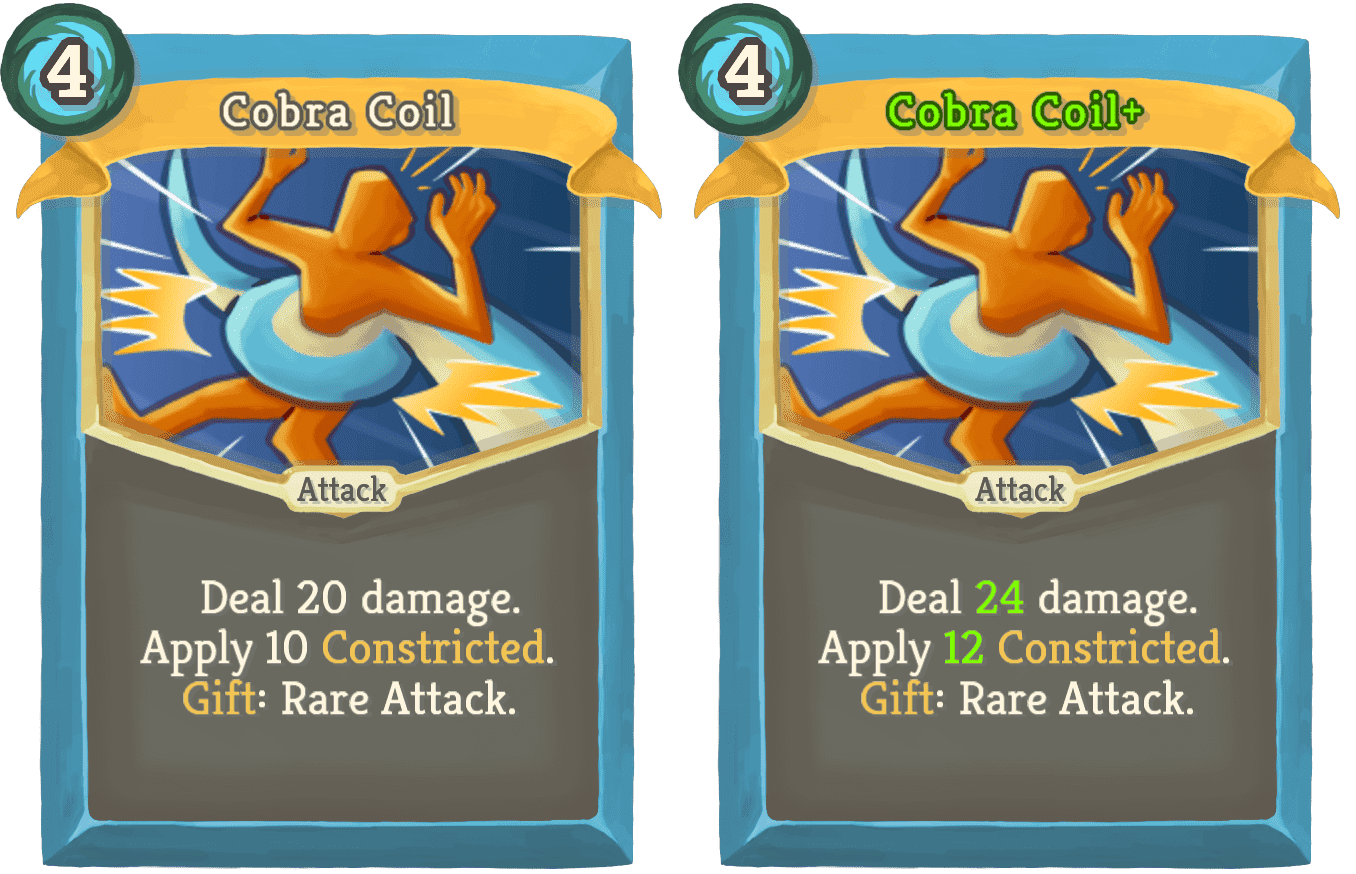 4
Cobra Coil
Attack
Deal 20 damage.
Apply 10 Constricted.
Gift: Rare Attack.
4
Cobra Coil+
Attack
Deal 24 damage.
Apply 12 Constricted.
Gift: Rare Attack.